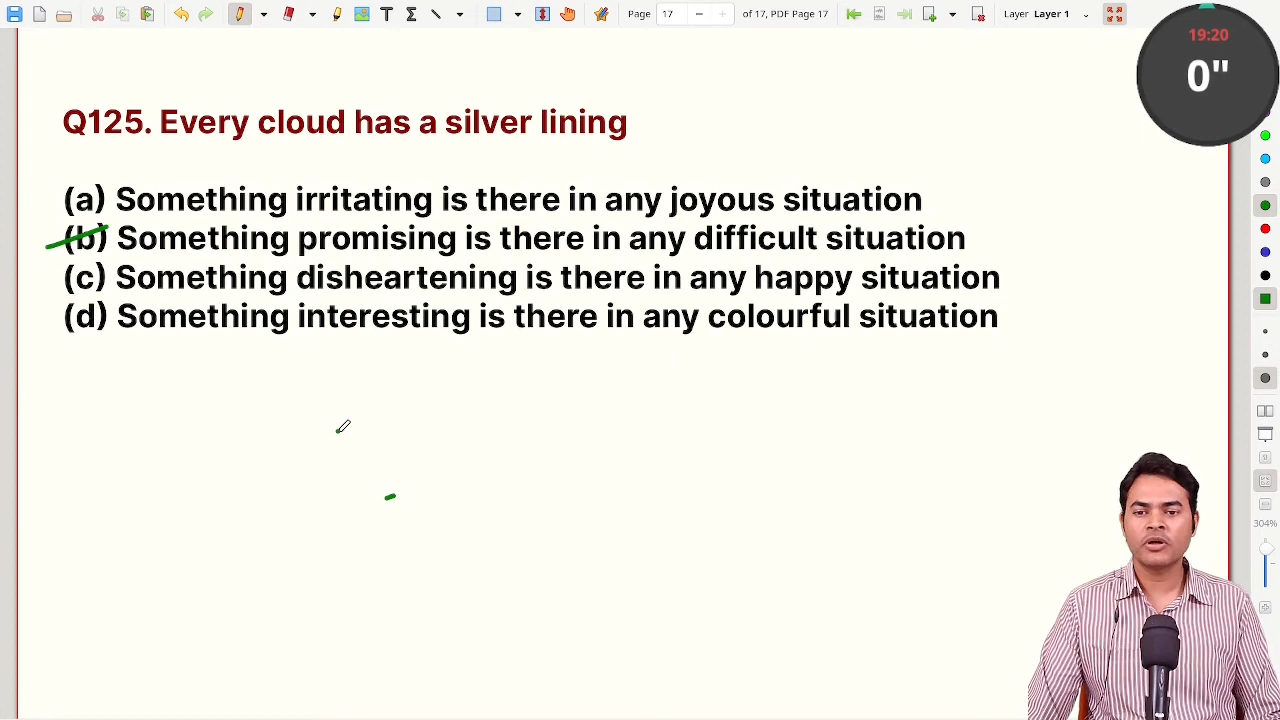 Page 17 of 17, PDF Page 17 Layer Layer 1
19:20
0"
Q125. Every cloud has a silver lining
(a) Something irritating is there in any joyous situation
(b) Something promising is there in any difficult situation
(c) Something disheartening is there in any happy situation
(d) Something interesting is there in any colourful situation
304%